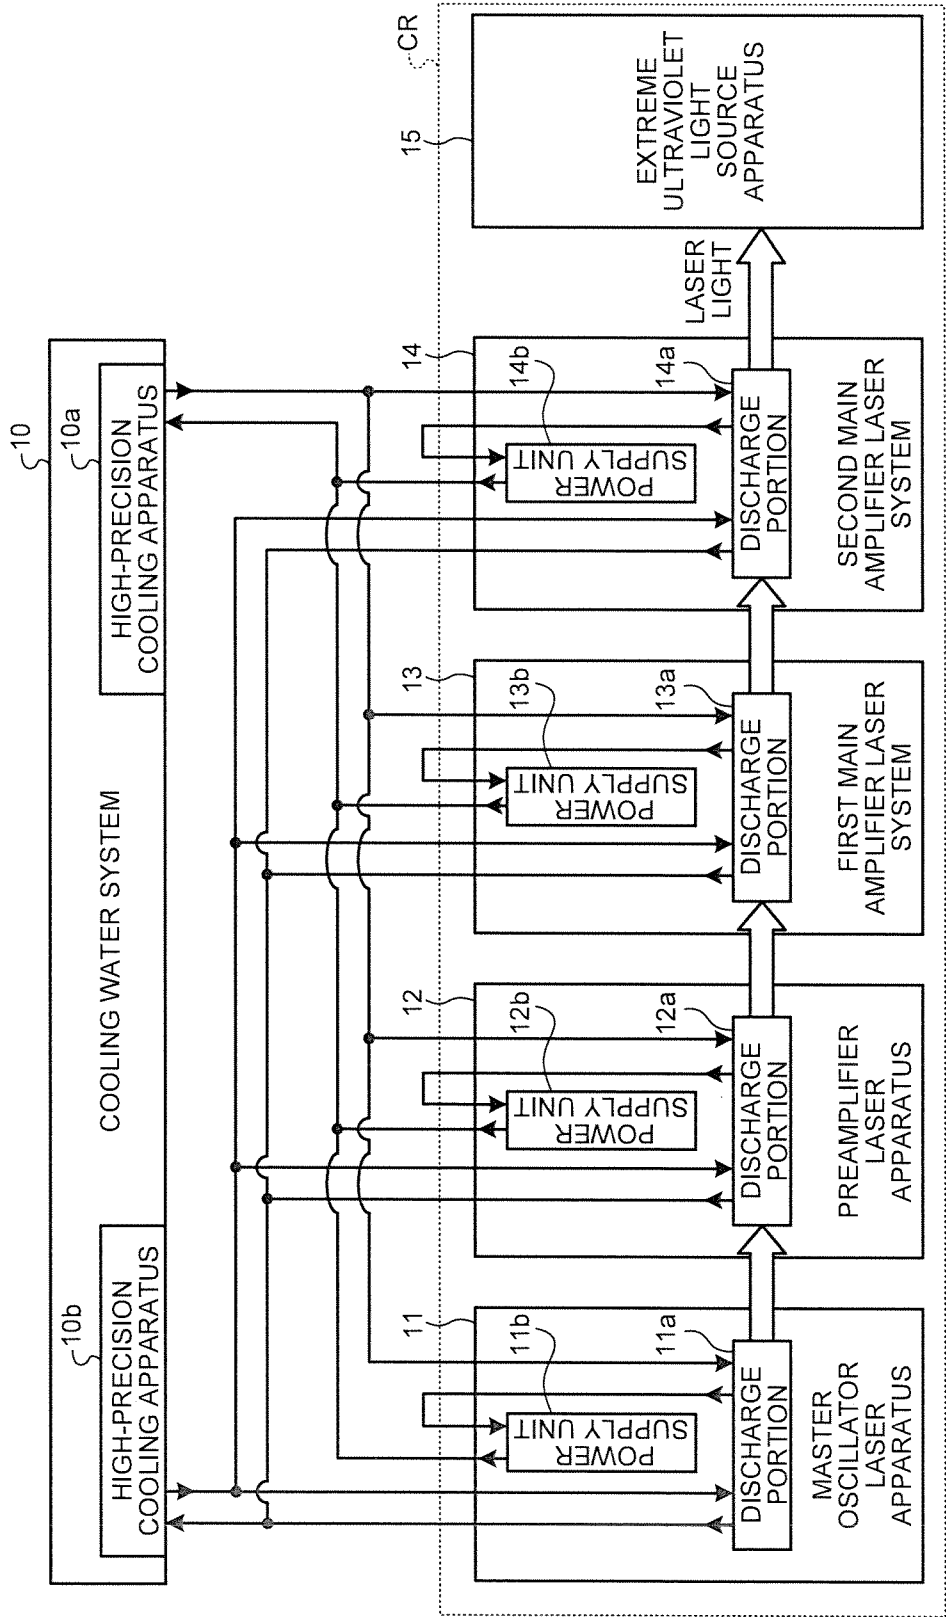 10
COOLING WATER SYSTEM
10b
HIGH-PRECISION
COOLING APPARATUS
10a
HIGH-PRECISION
COOLING APPARATUS
CR
11
11b
POWER
SUPPLY UNIT
11a
DISCHARGE
PORTION
MASTER
OSCILLATOR
LASER
APPARATUS
12
12b
POWER
SUPPLY UNIT
12a
DISCHARGE
PORTION
PREAMPLIFIER
LASER
APPARATUS
13
13b
POWER
SUPPLY UNIT
13a
DISCHARGE
PORTION
FIRST MAIN
AMPLIFIER LASER
SYSTEM
14
14b
POWER
SUPPLY UNIT
14a
DISCHARGE
PORTION
SECOND MAIN
AMPLIFIER LASER
SYSTEM
LASER
LIGHT
15
EXTREME
ULTRAVIOLET
LIGHT
SOURCE
APPARATUS